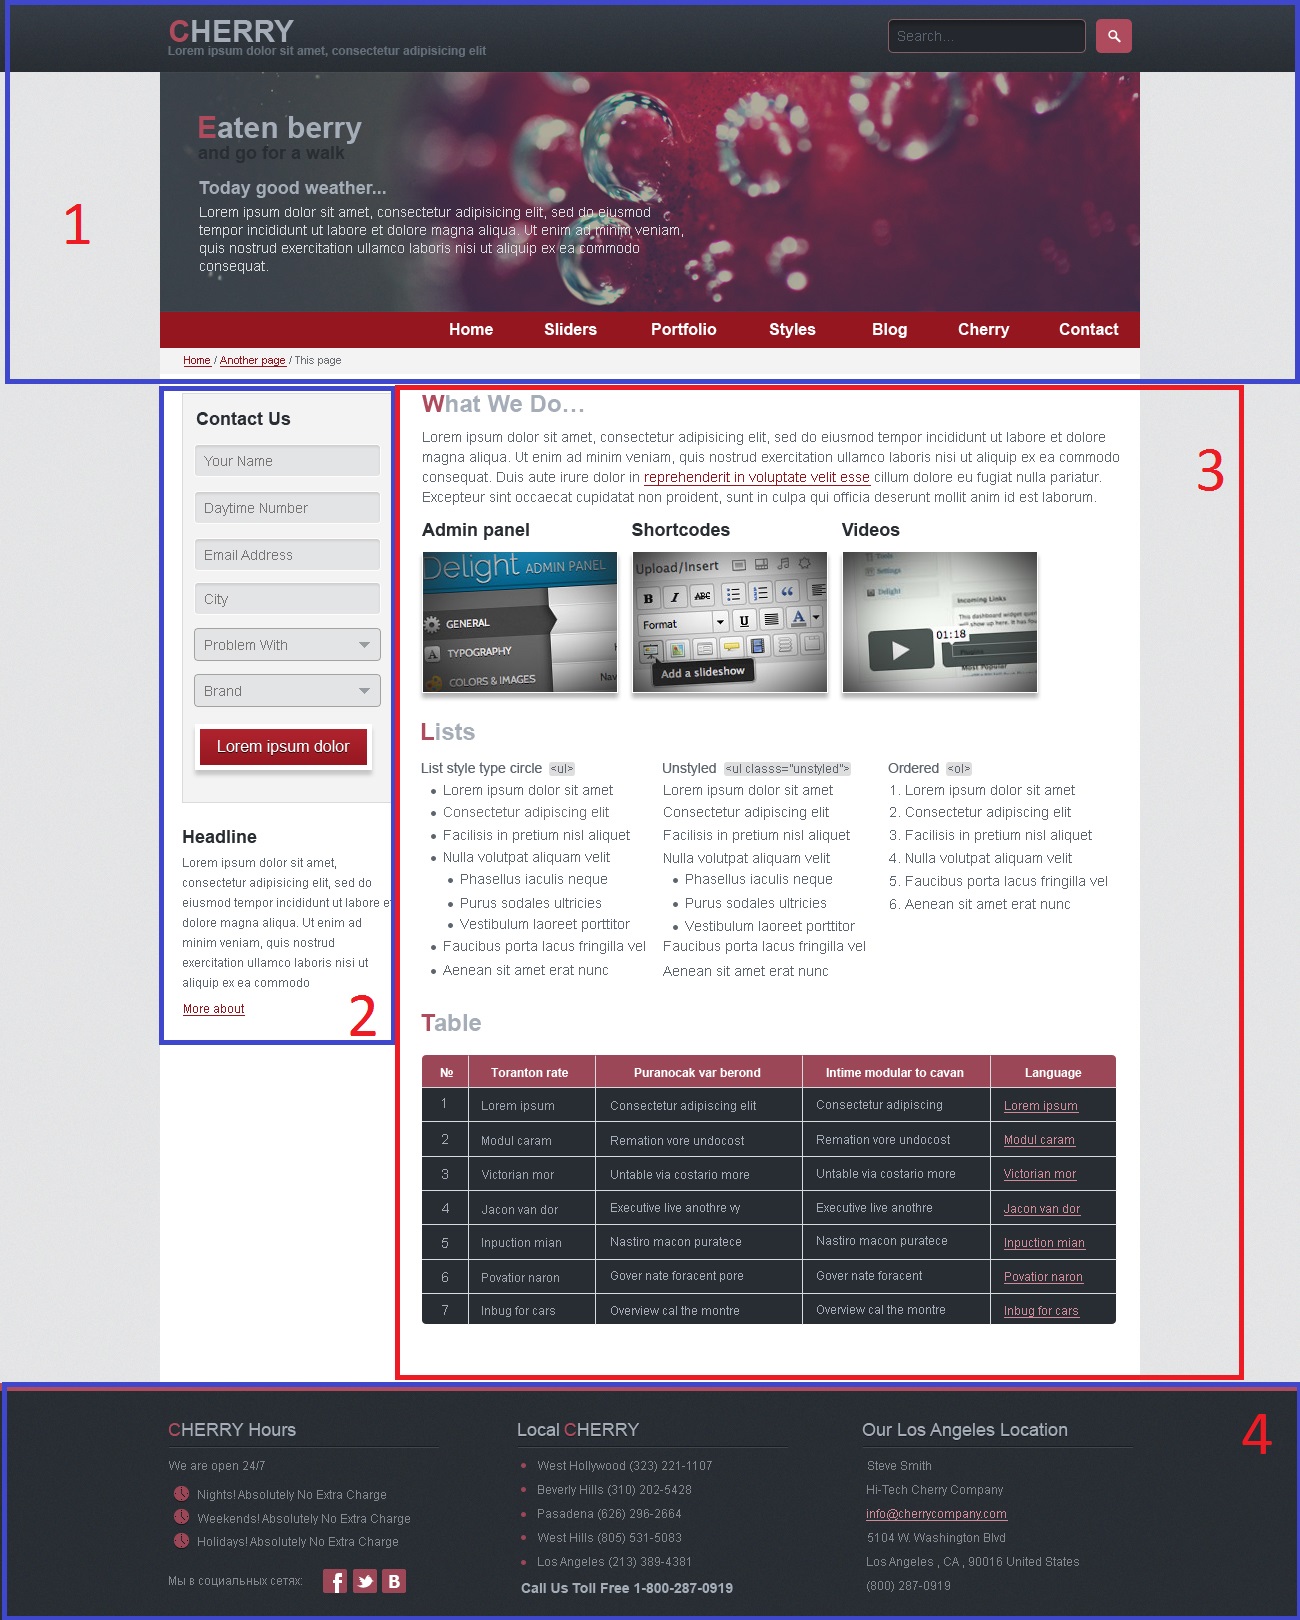 CHERRY
Lorem ipsum dolor sit amet, consectetur adipisicing elit
Search...
Eaten berry
and go for a walk
Today good weather...
Lorem ipsum dolor sit amet, consectetur adipisicing elit, sed do eiusmod
tempor incididunt ut labore et dolore magna aliqua. Ut enim ad minim veniam,
quis nostrud exercitation ullamco laboris nisi ut aliquip ex ea commodo
consequat.
1
Home Sliders Portfolio Styles Blog Cherry Contact
Home / Another page / This page
Contact Us
Your Name
Daytime Number
Email Address
City
Problem With
Brand
Lorem ipsum dolor
Headline
Lorem ipsum dolor sit amet,
consectetur adipisicing elit, sed do
eiusmod tempor incididunt ut labore et
dolore magna aliqua. Ut enim ad
minim veniam, quis nostrud
exercitation ullamco laboris nisi ut
aliquip ex ea commodo
More about
2
What We Do...
Lorem ipsum dolor sit amet, consectetur adipisicing elit, sed do eiusmod tempor incididunt ut labore et dolore
magna aliqua. Ut enim ad minim veniam, quis nostrud exercitation ullamco laboris nisi ut aliquip ex ea commodo
consequat. Duis aute irure dolor in reprehenderit in voluptate velit esse cillum dolore eu fugiat nulla pariatur.
Excepteur sint occaecat cupidatat non proident, sunt in culpa qui officia deserunt mollit anim id est laborum.
3
Admin panel
Delight ADMIN PANEL
GENERAL
TYPOGRAPHY
COLORS & IMAGES
Nav
Shortcodes
Upload/Insert
B I ABC
Format U A
Add a slideshow
Videos
Tools
Settings
Delight
Incoming Links
This dashboard widget que
will show up here. It has fou
01:18
Plugins
Most Popular
Lists
List style type circle <ul>
Lorem ipsum dolor sit amet
Consectetur adipiscing elit
Facilisis in pretium nisl aliquet
Nulla volutpat aliquam velit
Phasellus iaculis neque
Purus sodales ultricies
Vestibulum laoreet porttitor
Faucibus porta lacus fringilla vel
Aenean sit amet erat nunc
Unstyled <ul classs="unstyled">
Lorem ipsum dolor sit amet
Consectetur adipiscing elit
Facilisis in pretium nisl aliquet
Nulla volutpat aliquam velit
Phasellus iaculis neque
Purus sodales ultricies
Vestibulum laoreet porttitor
Faucibus porta lacus fringilla vel
Aenean sit amet erat nunc
Ordered <ol>
1. Lorem ipsum dolor sit amet
2. Consectetur adipiscing elit
3. Facilisis in pretium nisl aliquet
4. Nulla volutpat aliquam velit
5. Faucibus porta lacus fringilla vel
6. Aenean sit amet erat nunc
Table
№ Toranton rate Puranocak var berond Intime modular to cavan Language
1 Lorem ipsum Consectetur adipiscing elit Consectetur adipiscing Lorem ipsum
2 Modul caram Remation vore undocost Remation vore undocost Modul caram
3 Victorian mor Untable via costario more Untable via costario more Victorian mor
4 Jacon van dor Executive live anothre vy Executive live anothre Jacon van dor
5 Inpuction mian Nastiro macon puratece Nastiro macon puratece Inpuction mian
6 Povatior naron Gover nate foracent pore Gover nate foracent Povatior naron
7 Inbug for cars Overview cal the montre Overview cal the montre Inbug for cars
4
CHERRY Hours
We are open 24/7
Nights! Absolutely No Extra Charge
Weekends! Absolutely No Extra Charge
Holidays! Absolutely No Extra Charge
Мы в социальных сетях: f B
Local CHERRY
West Hollywood (323) 221-1107
Beverly Hills (310) 202-5428
Pasadena (626) 296-2664
West Hills (805) 531-5083
Los Angeles (213) 389-4381
Call Us Toll Free 1-800-287-0919
Our Los Angeles Location
Steve Smith
Hi-Tech Cherry Company
info@cherrycompany.com
5104 W. Washington Blvd
Los Angeles , CA , 90016 United States
(800) 287-0919